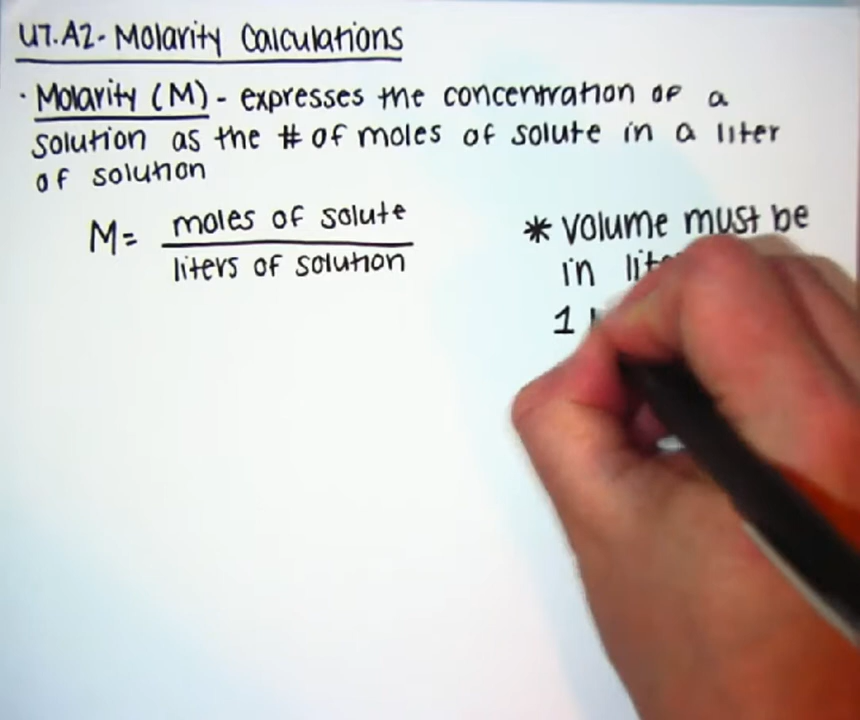 U7.A2- Molarity Calculations
· Molarity (M) - expresses the concentration of a
solution as the # of moles of solute in a liter
of solution
M= moles of solute
liters of solution
* volume must be
in
1